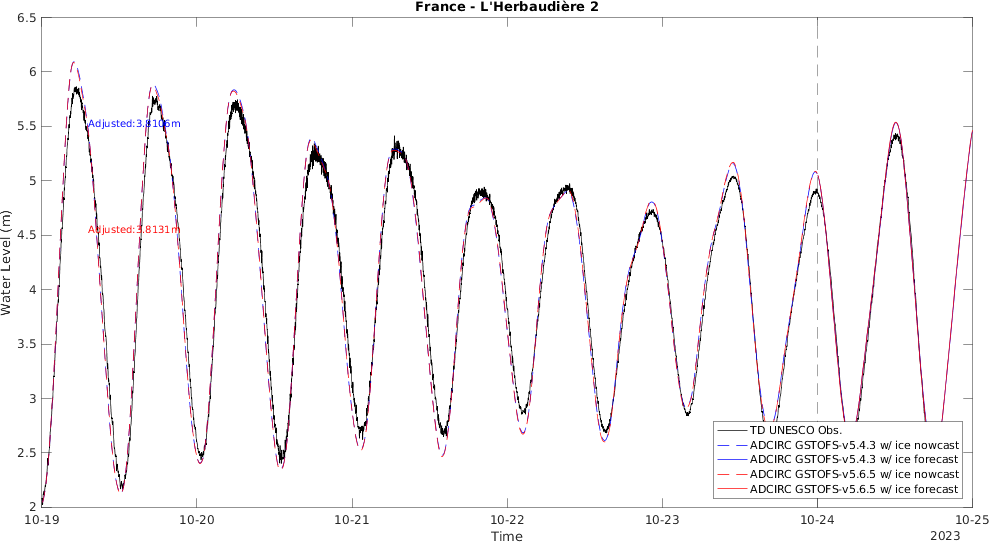 France - L'Herbaudière 2
6.5
6
5.5
5
4.5
4
3.5
3
2.5
2
Water Level (m)
Adjusted:3.8106m
Adjusted:3.8131m
TD UNESCO Obs.
ADCIRC GSTOFS-v5.4.3 w/ ice nowcast
ADCIRC GSTOFS-v5.4.3 w/ ice forecast
ADCIRC GSTOFS-v5.6.5 w/ ice nowcast
ADCIRC GSTOFS-v5.6.5 w/ ice forecast
10-19 10-20 10-21 10-22 10-23 10-24 10-25
Time
2023